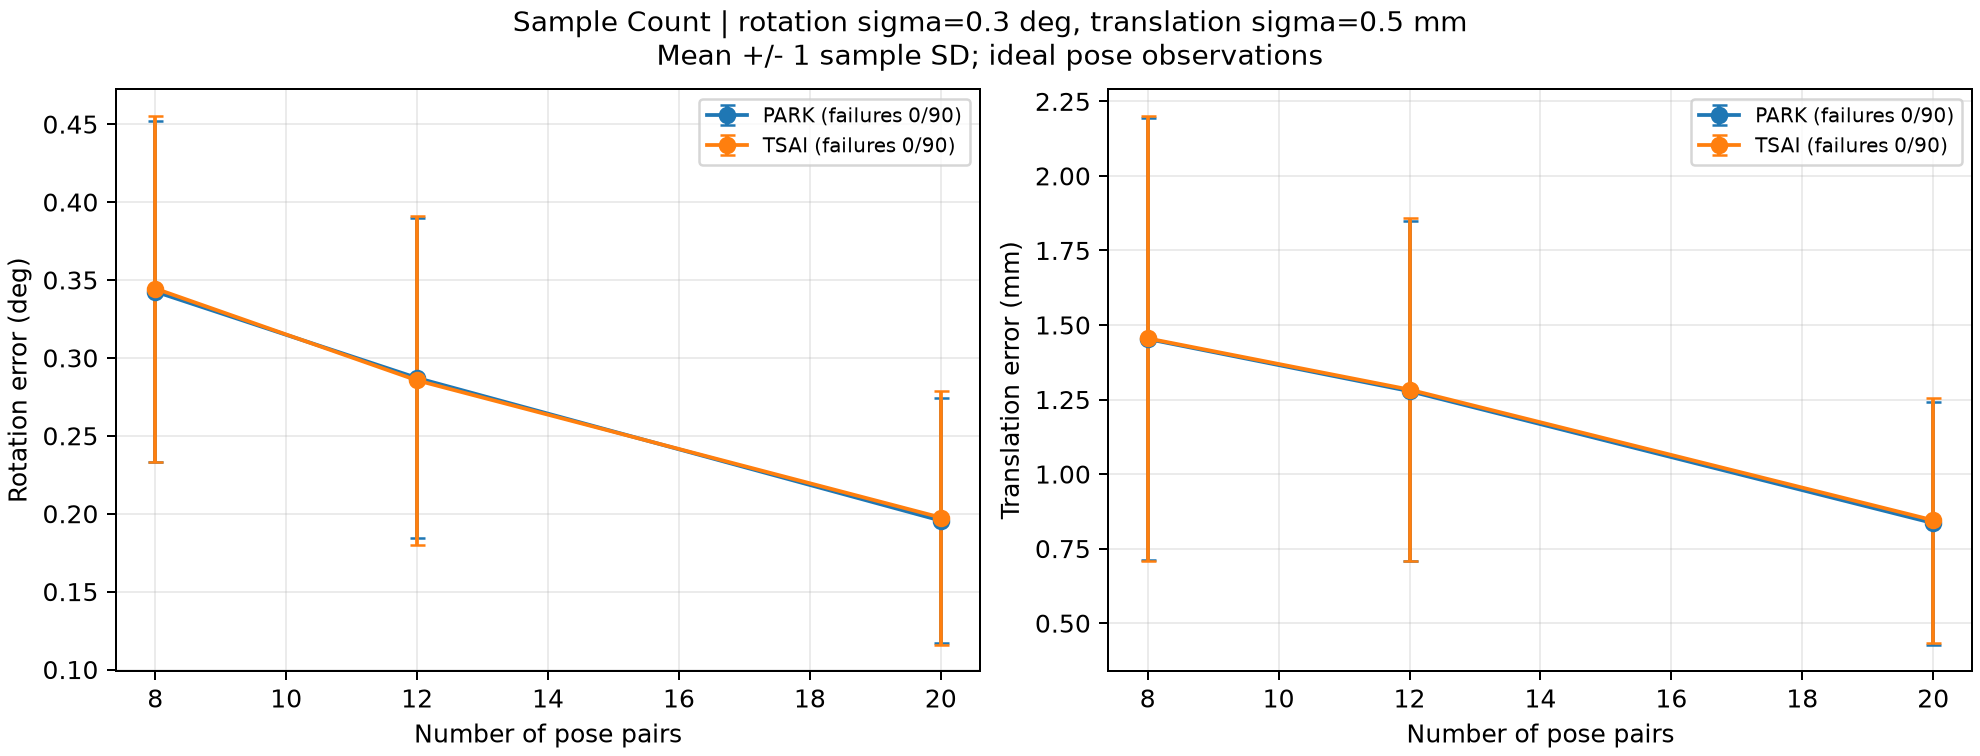 Sample Count | rotation sigma=0.3 deg, translation sigma=0.5 mm
Mean +/- 1 sample SD; ideal pose observations
PARK (failures 0/90)
TSAI (failures 0/90)
Rotation error (deg)
0.45
0.40
0.35
0.30
0.25
0.20
0.15
0.10
8 10 12 14 16 18 20
Number of pose pairs
PARK (failures 0/90)
TSAI (failures 0/90)
Translation error (mm)
2.25
2.00
1.75
1.50
1.25
1.00
0.75
0.50
8 10 12 14 16 18 20
Number of pose pairs